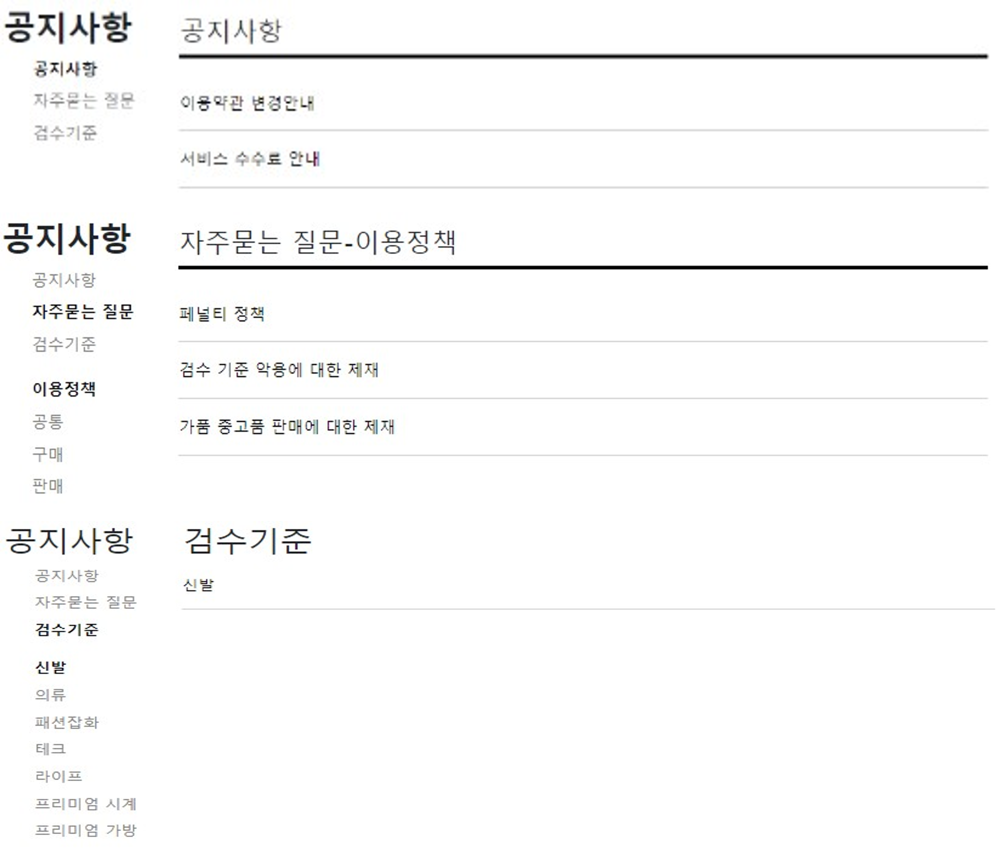 공지사항
공지사항
자주묻는 질문
검수기준
공지사항
이용약관 변경안내
서비스 수수료 안내
공지사항
공지사항
자주묻는 질문
검수기준
이용정책
공통
구매
판매
자주묻는 질문-이용정책
페널티 정책
검수 기준 악용에 대한 제재
가품 중고품 판매에 대한 제재
공지사항
공지사항
자주묻는 질문
검수기준
신발
의류
패션잡화
테크
라이프
프리미엄 시계
프리미엄 가방
검수기준
신발